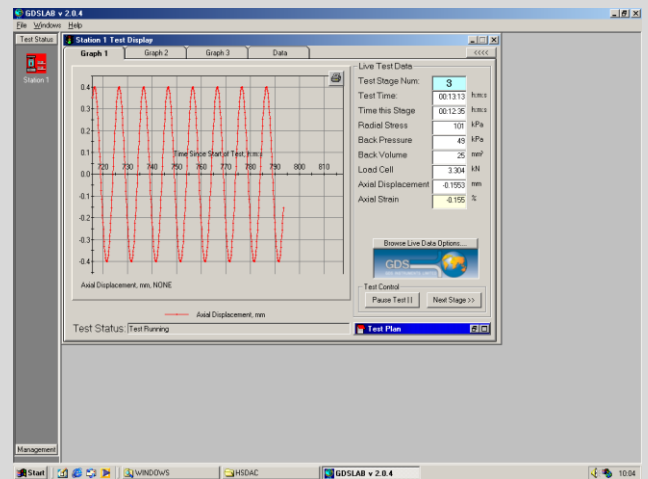 GDSLAB v 2.0.4
File Windows Help
Test Status
Station 1
Station 1 Test Display
Graph 1 Graph 2 Graph 3 Data <<<<
0.4
0.3
0.2
0.1
Time Since Start of Test, h:m:s
720 730 740 750 760 770 780 790 800 810
0.0
-0.1
-0.2
-0.3
-0.4
Axial Displacement, mm, NONE
Axial Displacement, mm
Live Test Data
Test Stage Num: 3
Test Time: 00:13:13 h:m:s
Time this Stage 00:12:35 h:m:s
Radial Stress 101 kPa
Back Pressure 49 kPa
Back Volume 25 mm³
Load Cell 3.304 kN
Axial Displacement -0.1553 mm
Axial Strain -0.155 %
Browse Live Data Options...
GDS
Test Control
Pause Test || Next Stage >>
Test Status: Test Running
Test Plan
Management
Start WINDOWS HSDAC GDSLAB v 2.0.4 10:04